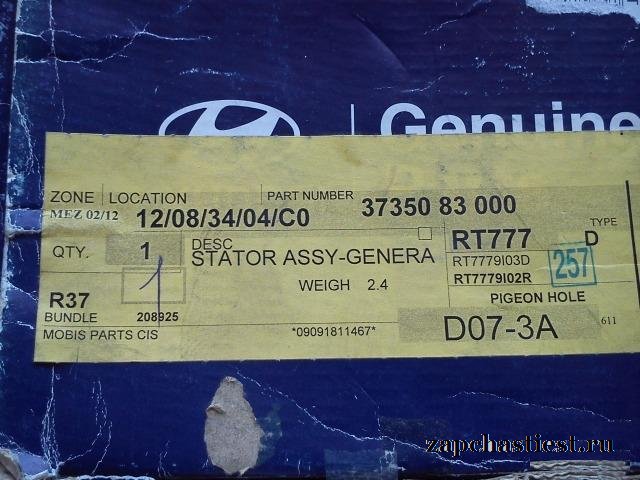 Genuine
ZONE LOCATION PART NUMBER
MEZ 02/12 12/08/34/04/C0 37350 83 000
TYPE
QTY. 1 DESC RT777 D
STATOR ASSY-GENERA RT7779I03D
257
WEIGH 2.4 RT7779I02R
R37 1 PIGEON HOLE
BUNDLE 208925
MOBIS PARTS CIS *09091811467* D07-3A 611
zapchastiest.ru